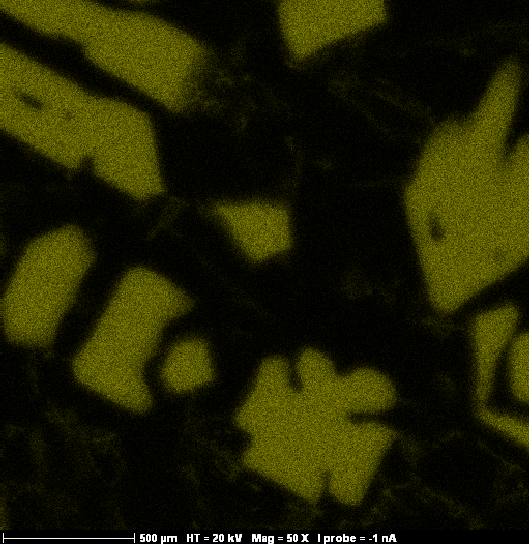 500 µm HT = 20 kV Mag = 50 X I probe = -1 nA